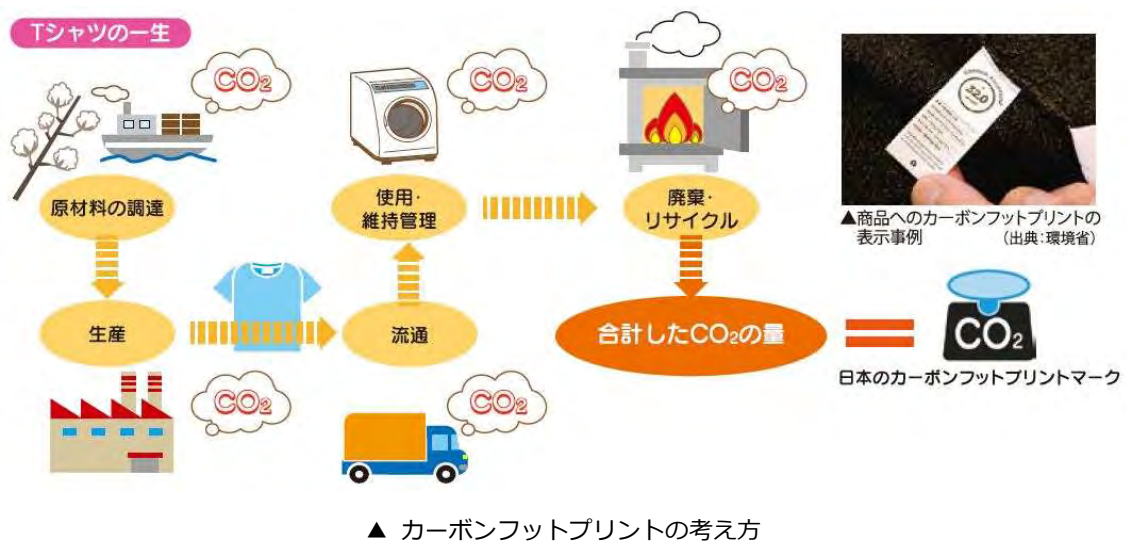 Tシャツの一生
CO2
原材料の調達
生産
CO2
流通
CO2
使用・
維持管理
CO2
廃棄・
リサイクル
CO2
合計したCO2の量
32.0
▲商品へのカーボンフットプリントの
表示事例 (出典:環境省)
CO2
日本のカーボンフットプリントマーク
▲ カーボンフットプリントの考え方